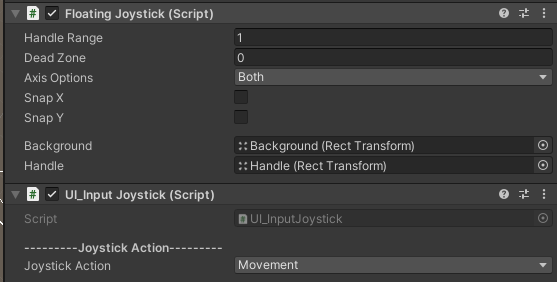 Floating Joystick (Script)
Handle Range 1
Dead Zone 0
Axis Options Both
Snap X
Snap Y
Background Background (Rect Transform)
Handle Handle (Rect Transform)
UI_Input Joystick (Script)
Script UI_InputJoystick
---------Joystick Action---------
Joystick Action Movement